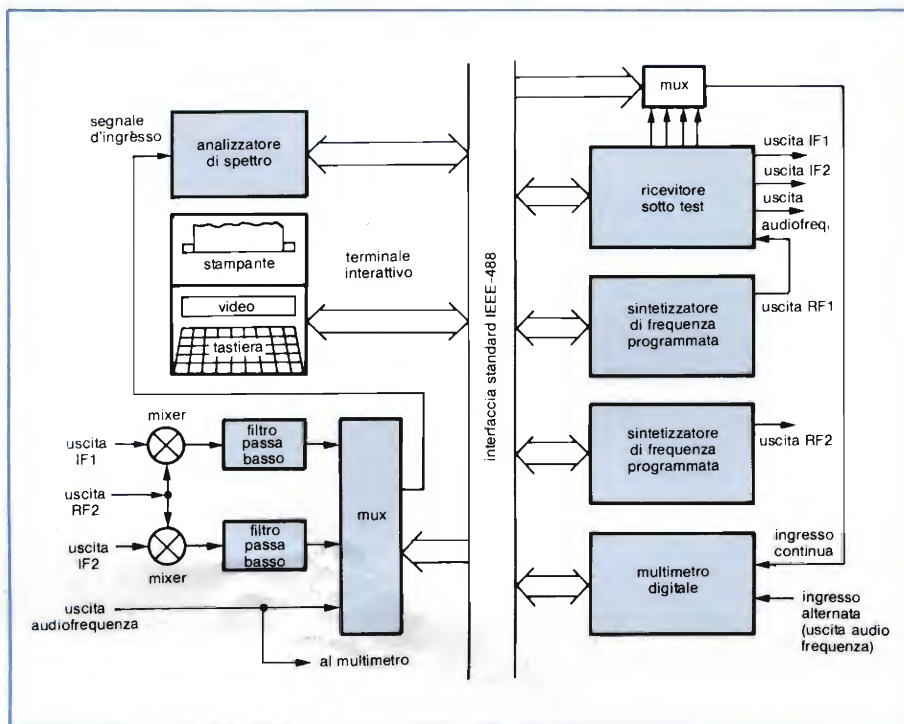 segnale
d'ingresso
analizzatore
di spettro
stampante
terminale
interattivo
video
tastiera
mixer
uscita
IF1
filtro
passa
basso
uscita
RF2
uscita
IF2
mixer
filtro
passa
basso
mux
uscita
audiofrequenza
al multimetro
interfaccia standard IEEE-488
mux
ricevitore
sotto test
uscita IF1
uscita IF2
uscita
audiofreq.
sintetizzatore
di frequenza
programmata
uscita RF1
sintetizzatore
di frequenza
programmata
uscita RF2
multimetro
digitale
ingresso
continua
ingresso
alternata
(uscita audio
frequenza)